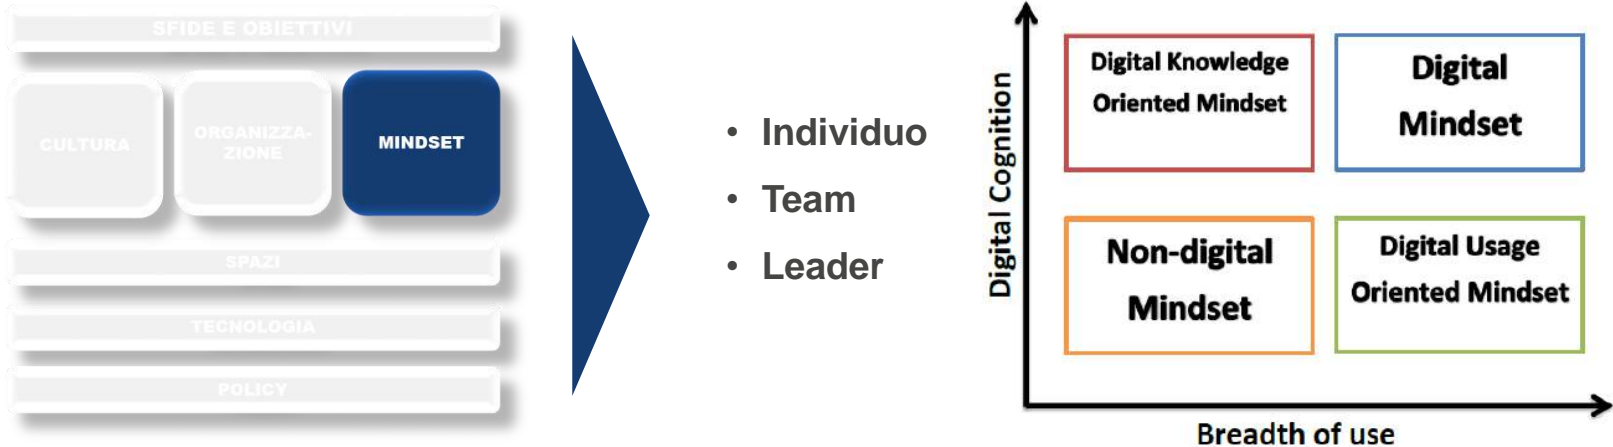 SFIDE E OBIETTIVI
CULTURA
ORGANIZZA-
ZIONE
MINDSET
SPAZI
TECNOLOGIA
POLICY
• Individuo
• Team
• Leader
Digital Cognition
Digital Knowledge
Oriented Mindset
Digital
Mindset
Non-digital
Mindset
Digital Usage
Oriented Mindset
Breadth of use